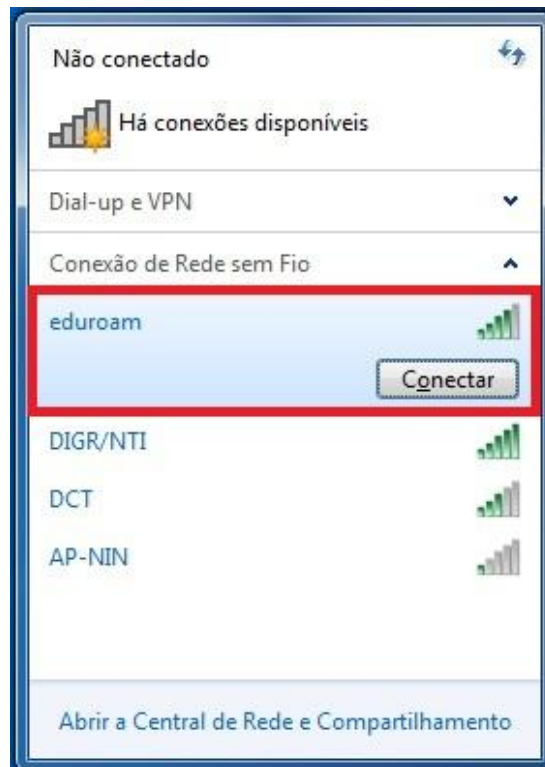 Não conectado
Há conexões disponíveis
Dial-up e VPN
Conexão de Rede sem Fio
eduroam
Conectar
DIGR/NTI
DCT
AP-NIN
Abrir a Central de Rede e Compartilhamento